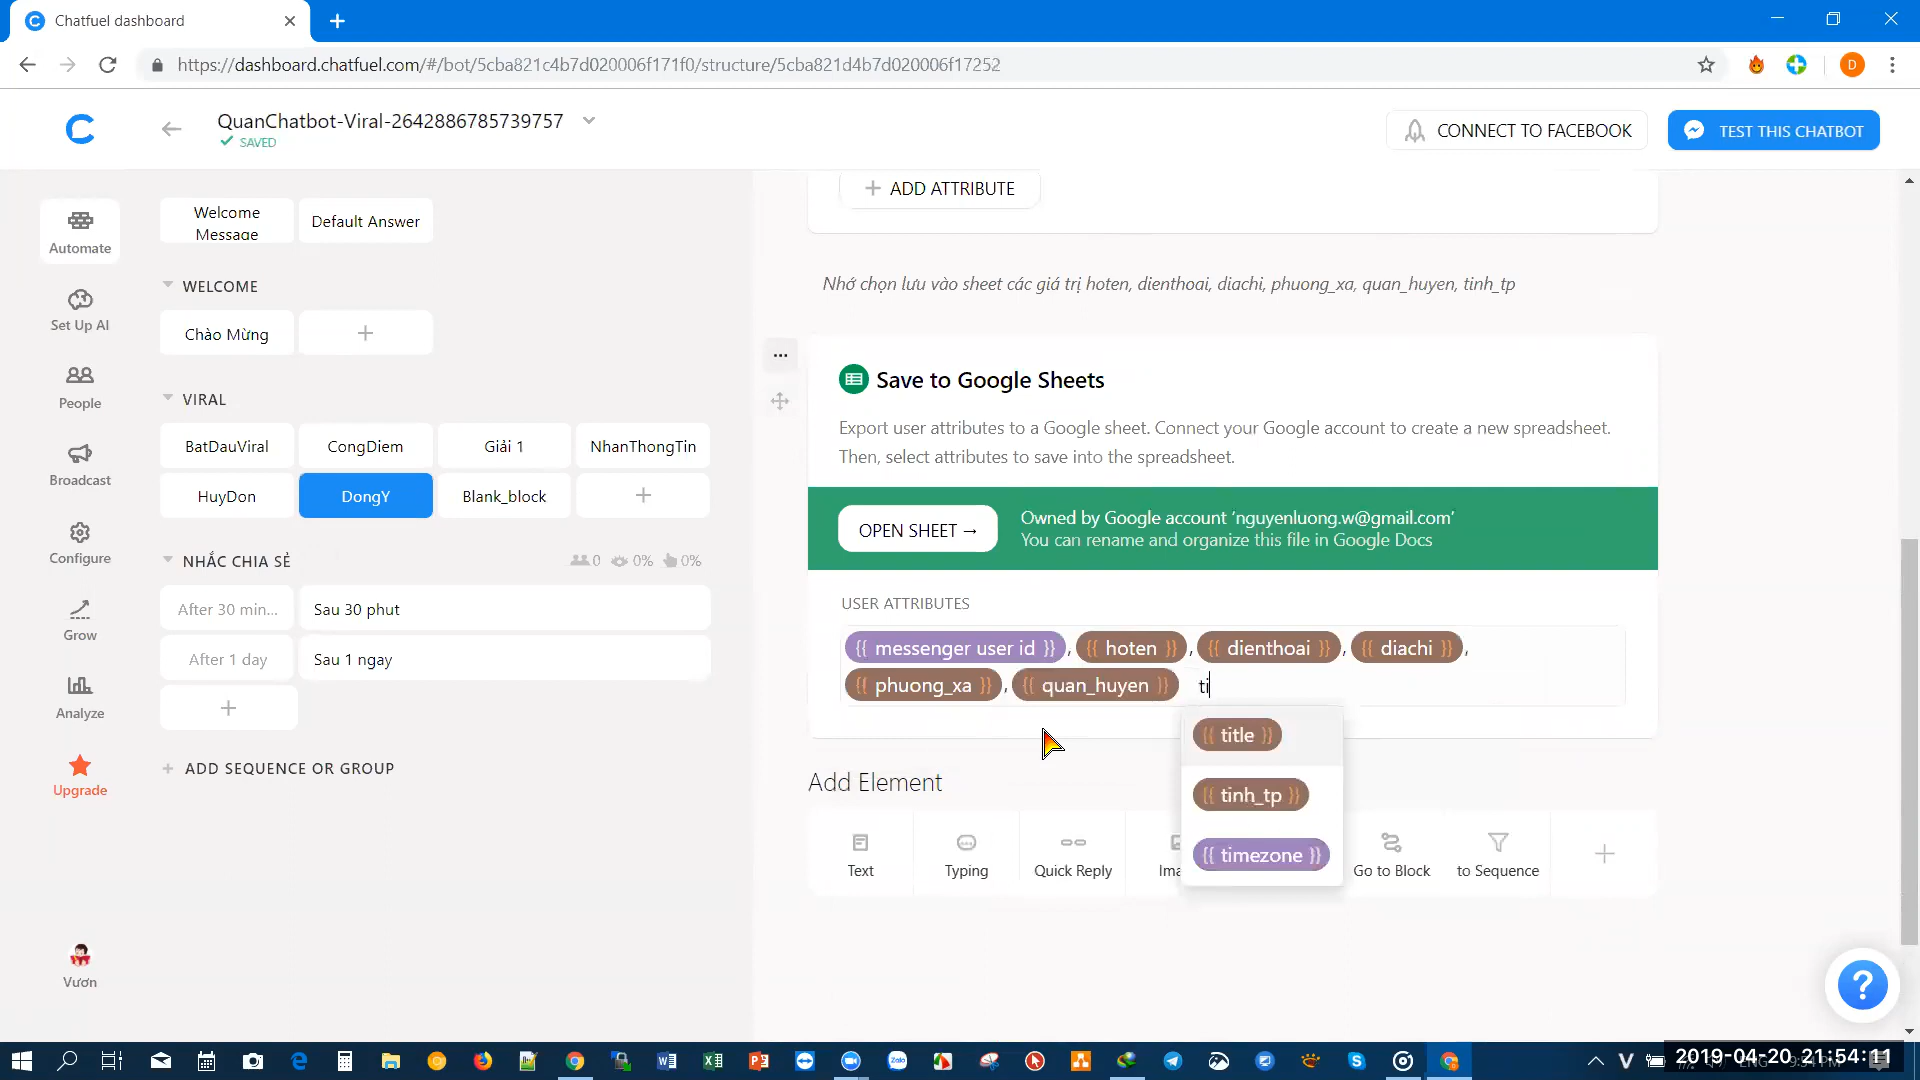 Chatfuel dashboard
https://dashboard.chatfuel.com/#/bot/5cba821c4b7d020006f171f0/structure/5cba821d4b7d020006f17252
QuanChatbot-Viral-2642886785739757
SAVED
CONNECT TO FACEBOOK
TEST THIS CHATBOT
Automate
Set Up AI
People
Broadcast
Configure
Grow
Analyze
Upgrade
Vươn
Welcome
Message
Default Answer
WELCOME
Chào Mừng
VIRAL
BatDauViral CongDiem Giải 1 NhanThongTin
HuyDon DongY Blank_block
NHẮC CHIA SẺ 0 0% 0%
After 30 min... Sau 30 phut
After 1 day Sau 1 ngay
ADD SEQUENCE OR GROUP
ADD ATTRIBUTE
Nhớ chọn lưu vào sheet các giá trị hoten, dienthoai, diachi, phuong_xa, quan_huyen, tinh_tp
Save to Google Sheets
Export user attributes to a Google sheet. Connect your Google account to create a new spreadsheet.
Then, select attributes to save into the spreadsheet.
OPEN SHEET →
Owned by Google account ‘nguyenluong.w@gmail.com’
You can rename and organize this file in Google Docs
USER ATTRIBUTES
{{ messenger user id }}, {{ hoten }}, {{ dienthoai }}, {{ diachi }},
{{ phuong_xa }}, {{ quan_huyen }} ti
{{ title }}
{{ tinh_tp }}
{{ timezone }}
Add Element
Text
Typing
Quick Reply
Go to Block
to Sequence
2019-04-20 21:54:11